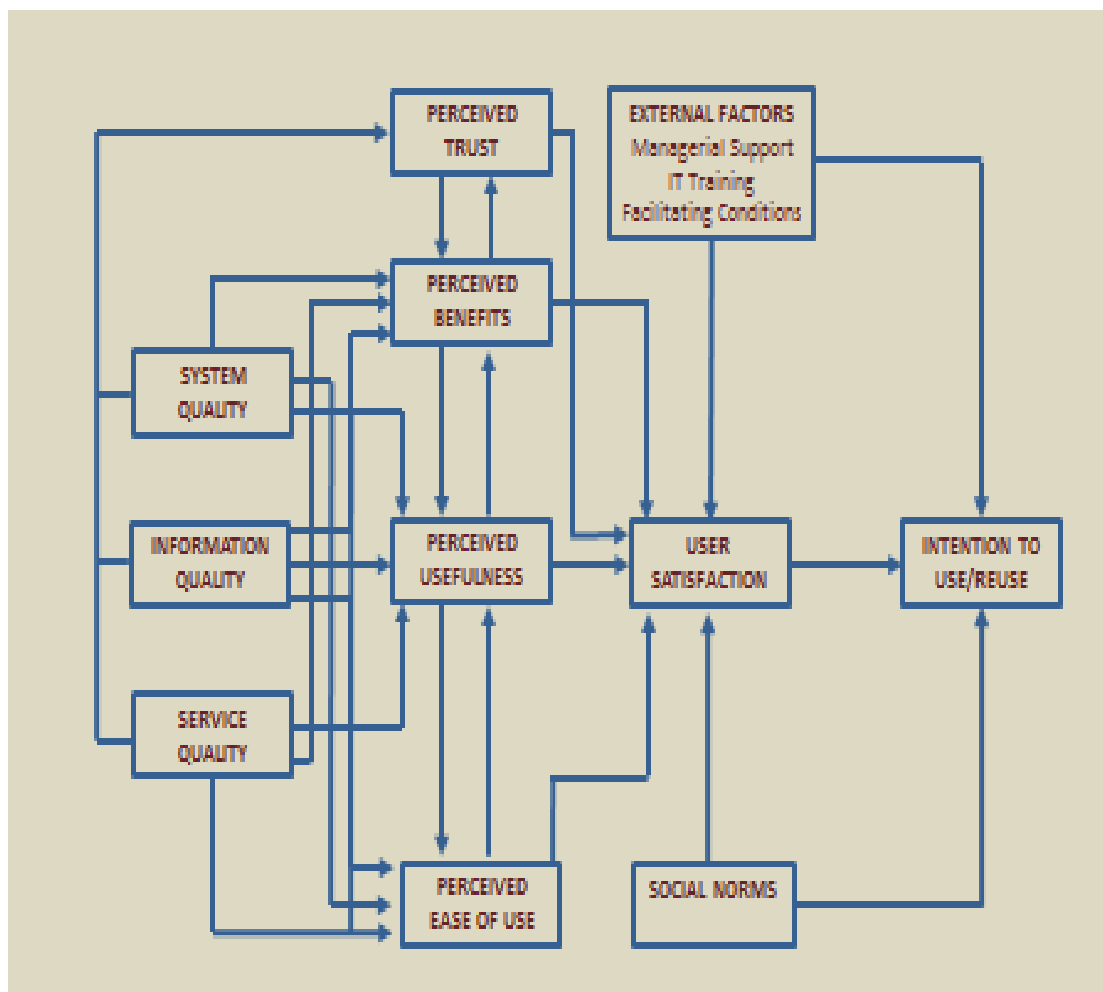 PERCEIVED
TRUST
EXTERNAL FACTORS
Managerial Support
IT Training
Facilitating Conditions
PERCEIVED
BENEFITS
SYSTEM
QUALITY
INFORMATION
QUALITY
PERCEIVED
USEFULNESS
USER
SATISFACTION
INTENTION TO
USE/REUSE
SERVICE
QUALITY
PERCEIVED
EASE OF USE
SOCIAL NORMS